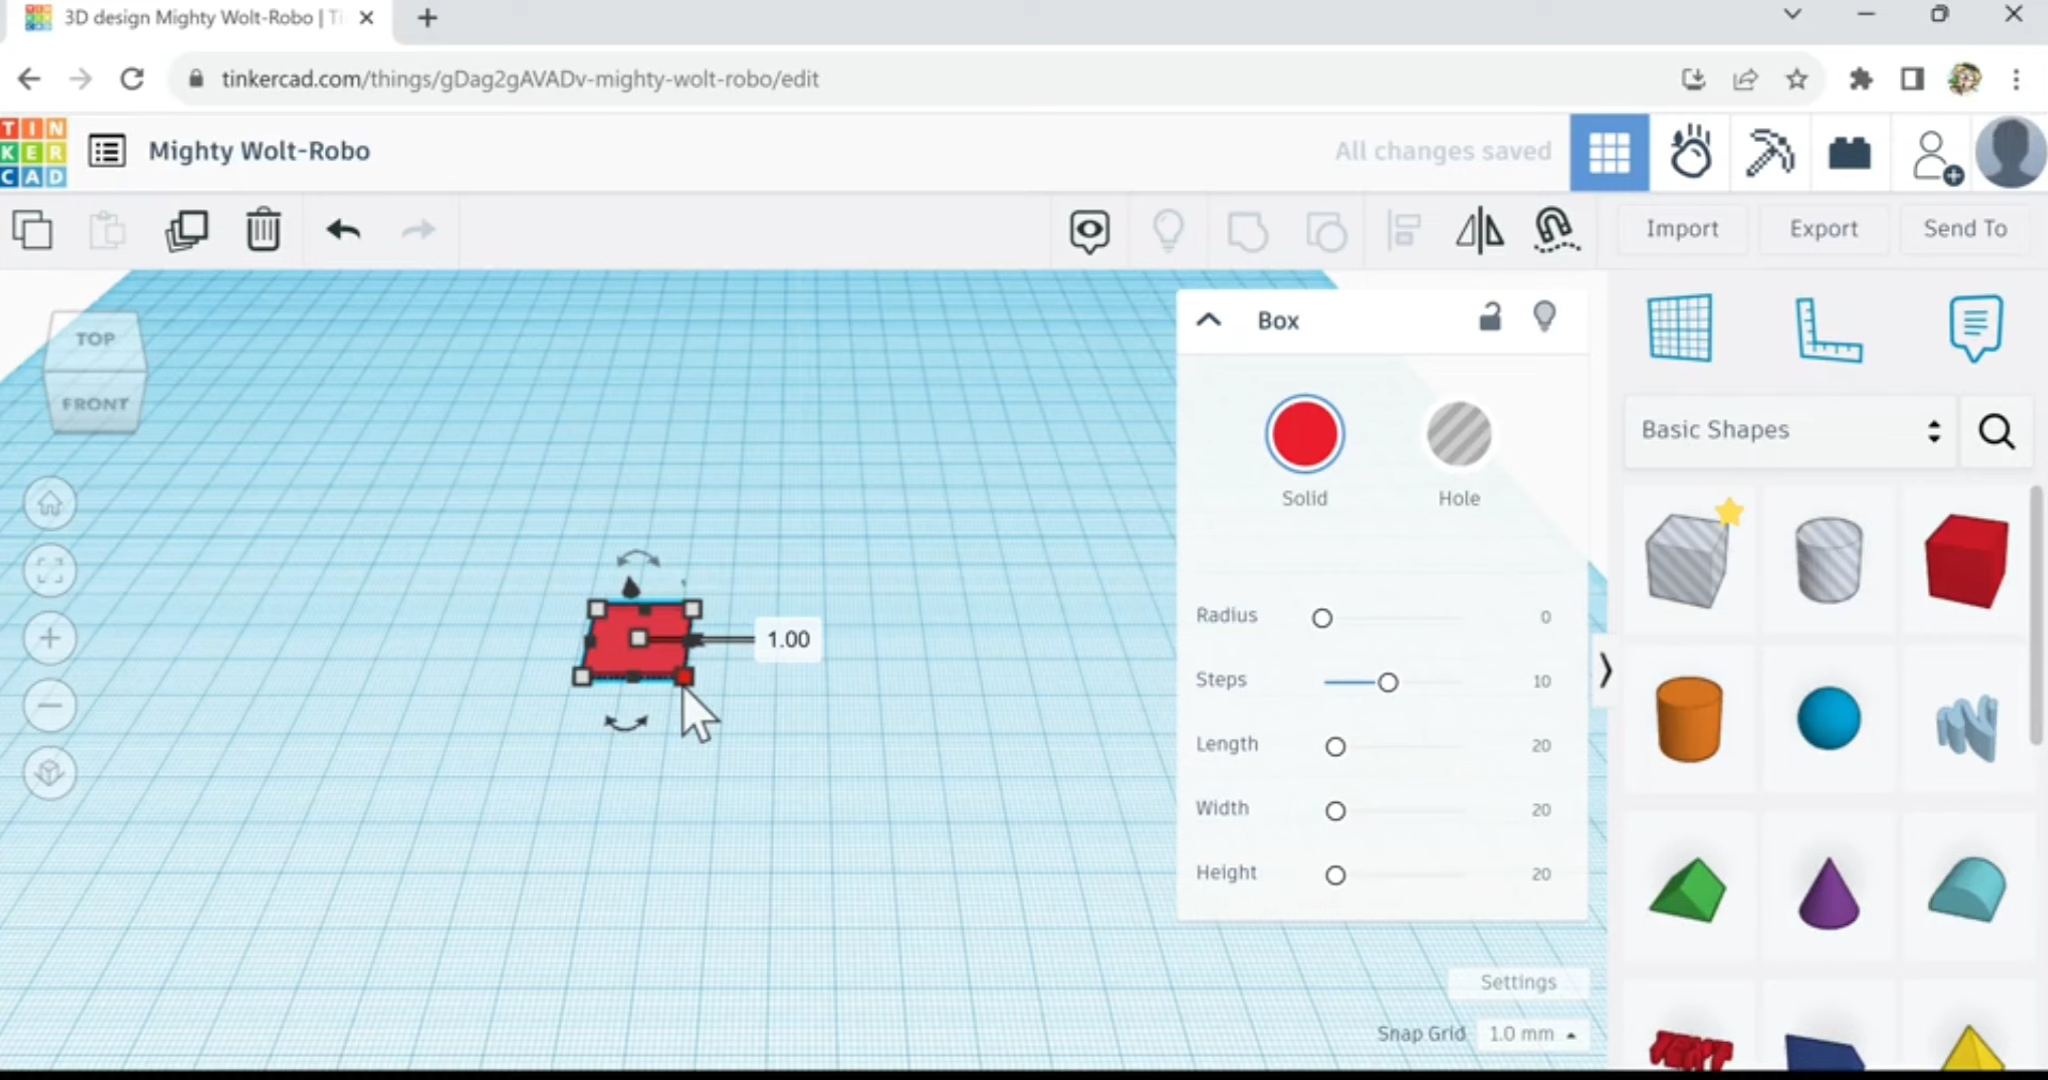 3D design Mighty Wolt-Robo | Ti
tinkercad.com/things/gDag2gAVADv-mighty-wolt-robo/edit
TIN
KER
CAD
Mighty Wolt-Robo
All changes saved
Import
Export
Send To
TOP
FRONT
Box
Solid
Hole
Basic Shapes
Radius 0
Steps 10
Length 20
Width 20
Height 20
1.00
Settings
Snap Grid 1.0 mm
TEXT